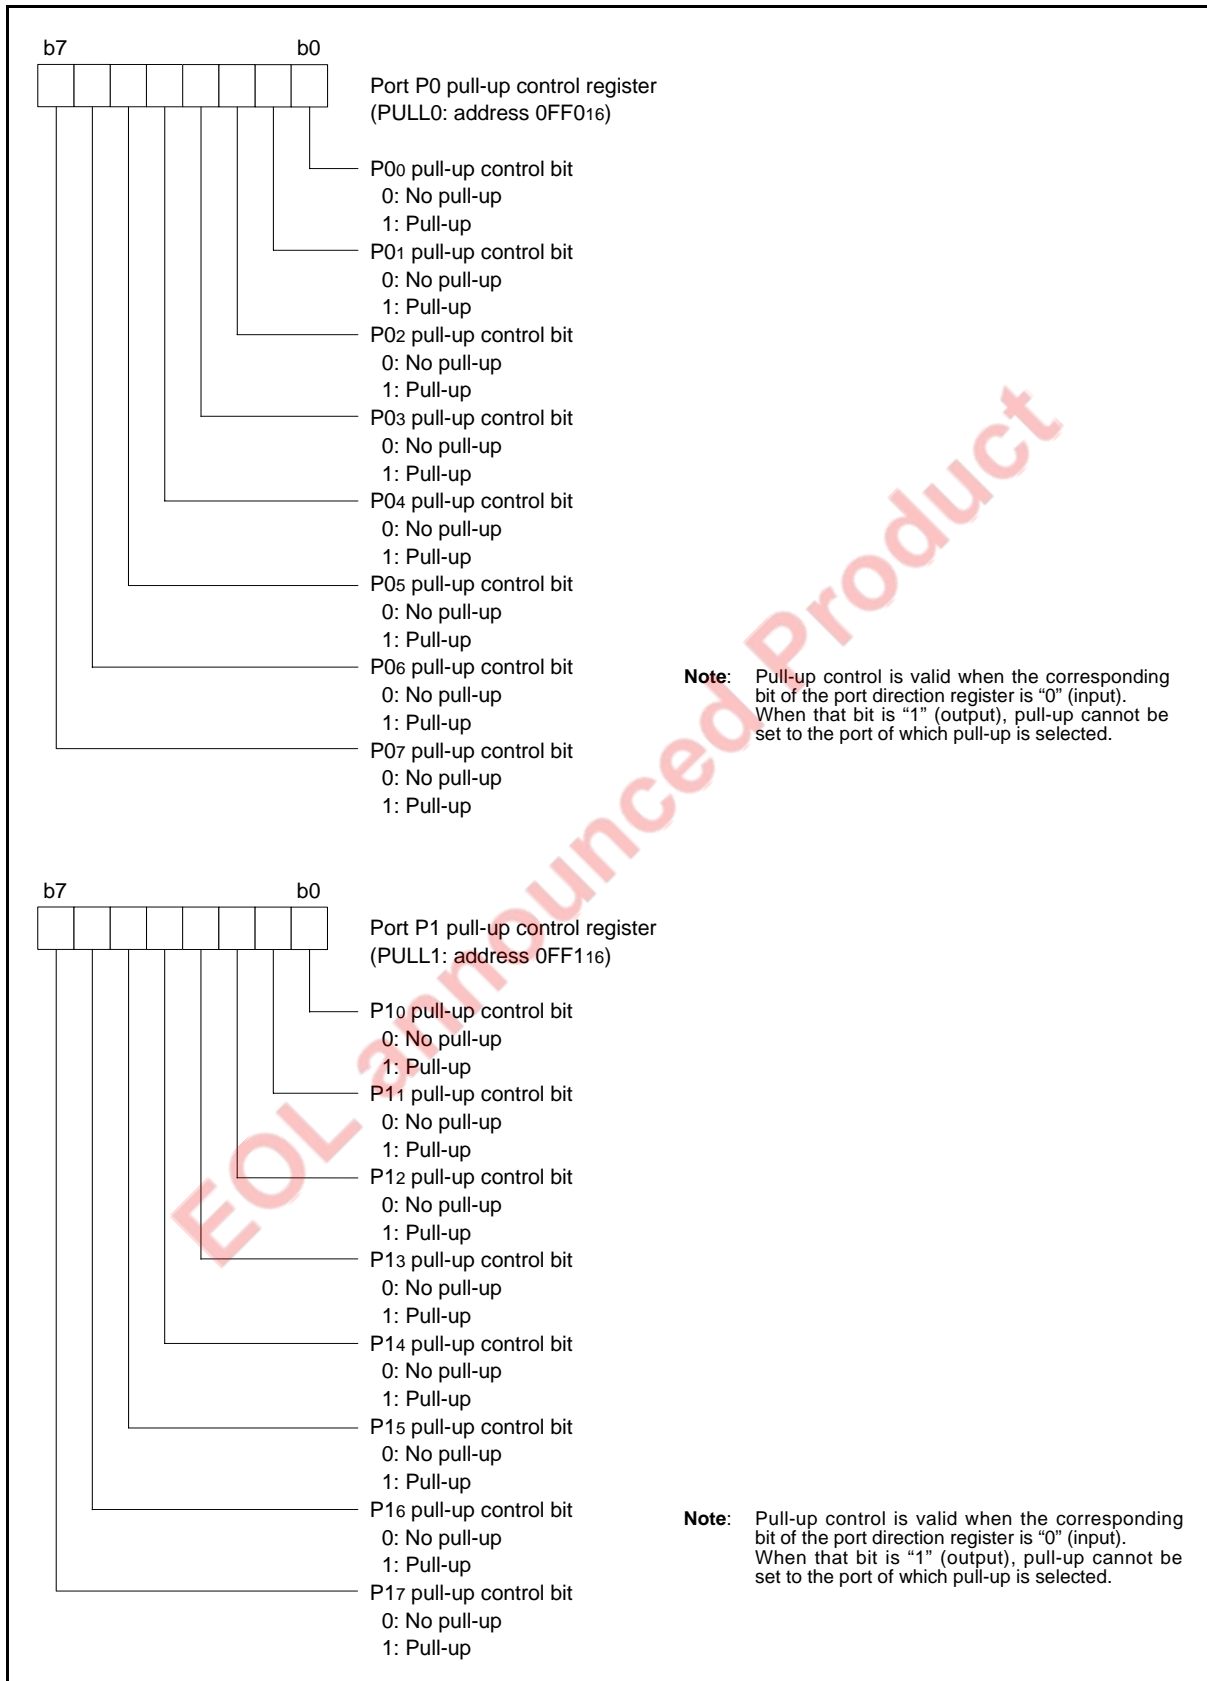 b7 b0
Port P0 pull-up control register
(PULL0: address 0FF016)
P00 pull-up control bit
0: No pull-up
1: Pull-up
P01 pull-up control bit
0: No pull-up
1: Pull-up
P02 pull-up control bit
0: No pull-up
1: Pull-up
P03 pull-up control bit
0: No pull-up
1: Pull-up
P04 pull-up control bit
0: No pull-up
1: Pull-up
P05 pull-up control bit
0: No pull-up
1: Pull-up
P06 pull-up control bit
0: No pull-up
1: Pull-up
P07 pull-up control bit
0: No pull-up
1: Pull-up
Note: Pull-up control is valid when the corresponding
bit of the port direction register is “0” (input).
When that bit is “1” (output), pull-up cannot be
set to the port of which pull-up is selected.
b7 b0
Port P1 pull-up control register
(PULL1: address 0FF116)
P10 pull-up control bit
0: No pull-up
1: Pull-up
P11 pull-up control bit
0: No pull-up
1: Pull-up
P12 pull-up control bit
0: No pull-up
1: Pull-up
P13 pull-up control bit
0: No pull-up
1: Pull-up
P14 pull-up control bit
0: No pull-up
1: Pull-up
P15 pull-up control bit
0: No pull-up
1: Pull-up
P16 pull-up control bit
0: No pull-up
1: Pull-up
P17 pull-up control bit
0: No pull-up
1: Pull-up
Note: Pull-up control is valid when the corresponding
bit of the port direction register is “0” (input).
When that bit is “1” (output), pull-up cannot be
set to the port of which pull-up is selected.
EOL announced Product